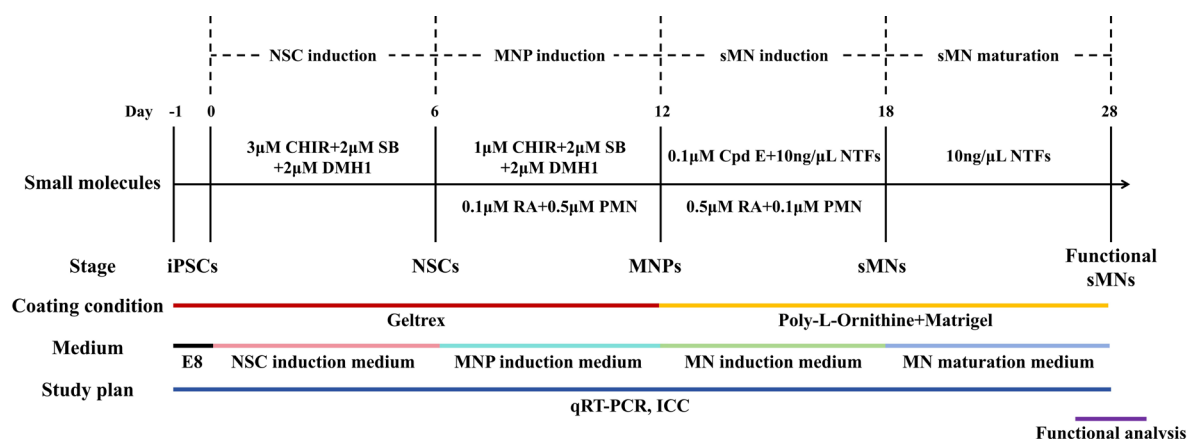 NSC induction
MNP induction
sMN induction
sMN maturation
Day -1 0 6 12 18 28
Small molecules
3μM CHIR+2μM SB
+2μM DMH1
1μM CHIR+2μM SB
+2μM DMH1
0.1μM Cpd E+10ng/μL NTFs
10ng/μL NTFs
0.1μM RA+0.5μM PMN
0.5μM RA+0.1μM PMN
Stage
iPSCs
NSCs
MNPs
sMNs
Functional
sMNs
Coating condition
Geltrex
Poly-L-Ornithine+Matrigel
Medium
E8
NSC induction medium
MNP induction medium
MN induction medium
MN maturation medium
Study plan
qRT-PCR, ICC
Functional analysis